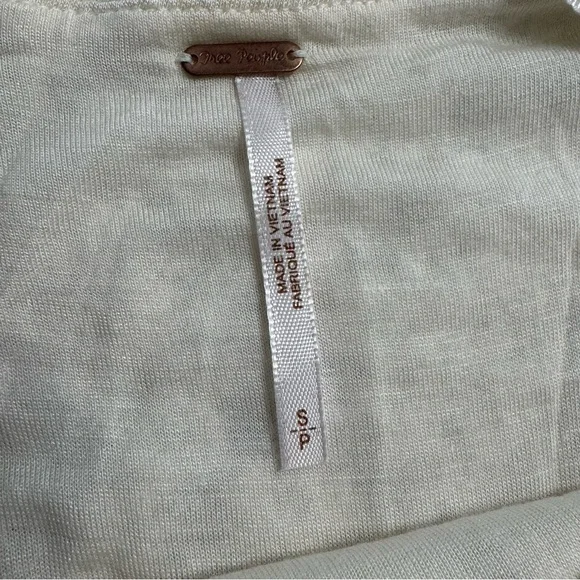 Free People
MADE IN VIETNAM
FABRIQUÉ AU VIETNAM
S
P